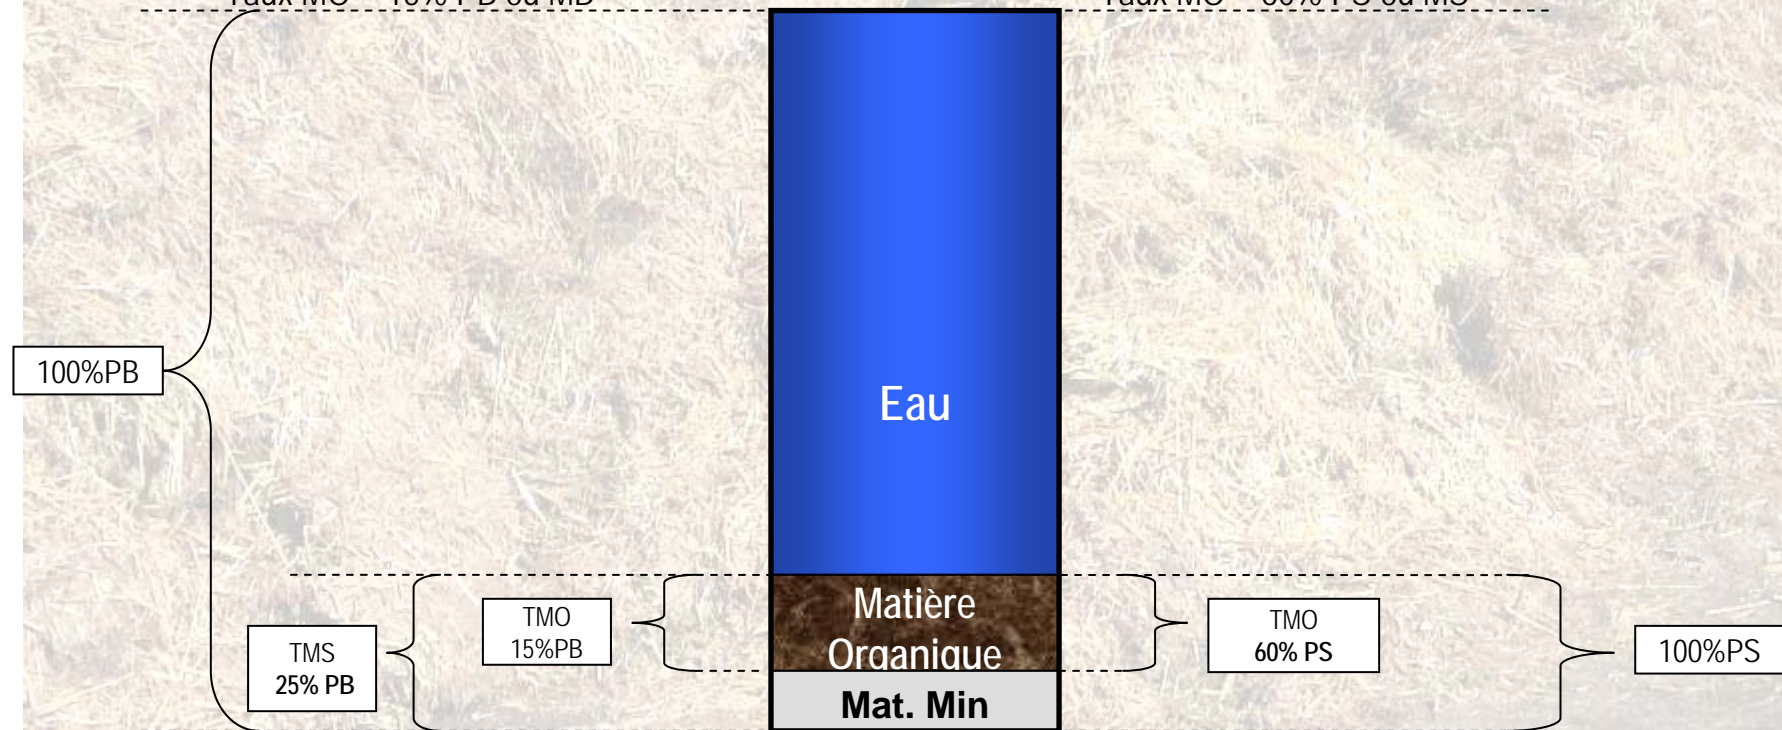 100%PB
Eau
Matière
Organique
Mat. Min
TMO
15%PB
TMS
25% PB
TMO
60% PS
100%PS